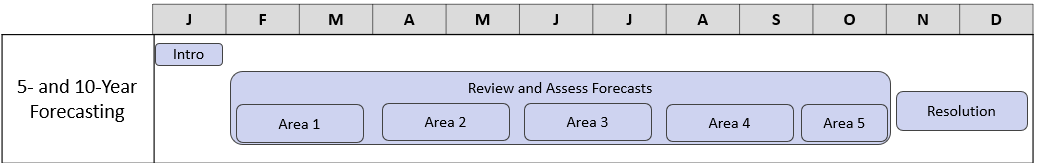 J F M A M J J A S O N D
Intro
5- and 10-Year
Forecasting
Review and Assess Forecasts
Area 1 Area 2 Area 3 Area 4 Area 5
Resolution